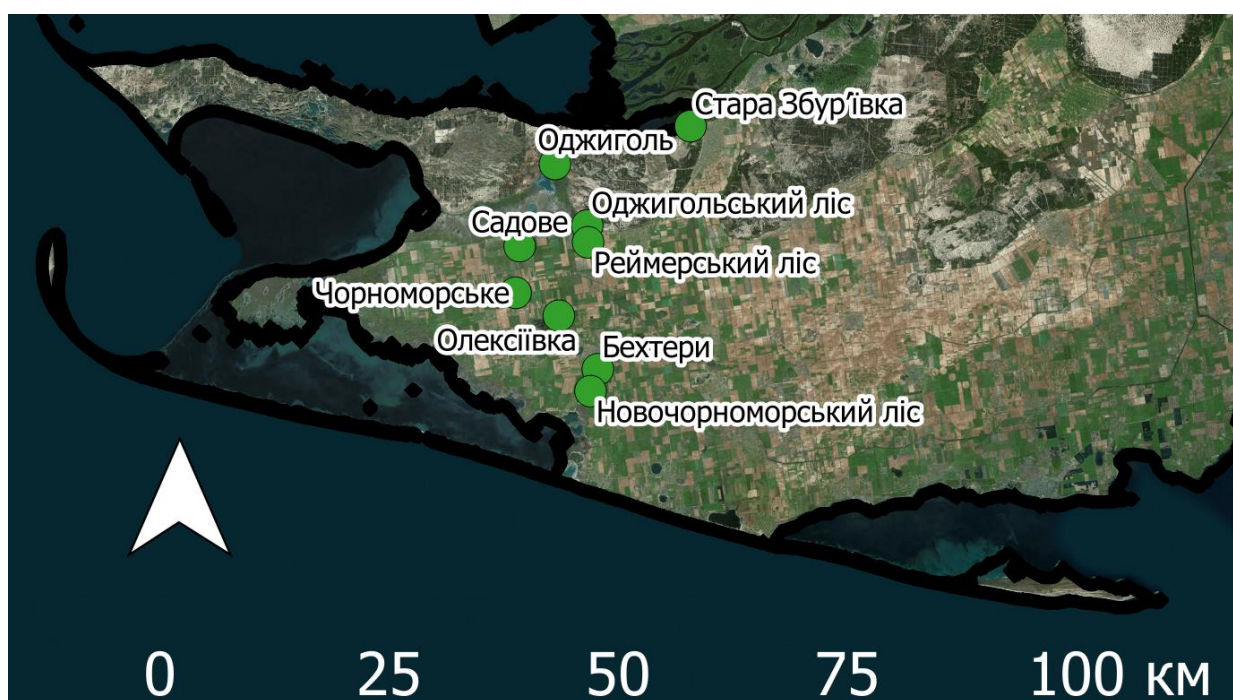 Стара Збур'ївка
Оджиголь
Оджигольський ліс
Садове
Реймерський ліс
Чорноморське
Олексіївка
Бехтери
Новочорноморський ліс
0 25 50 75 100 км